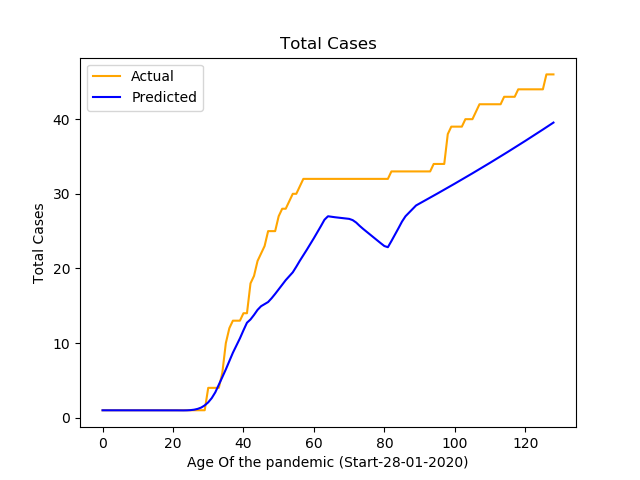 Total Cases
Actual
Predicted
Total Cases
40
30
20
10
0
0 20 40 60 80 100 120
Age Of the pandemic (Start-28-01-2020)